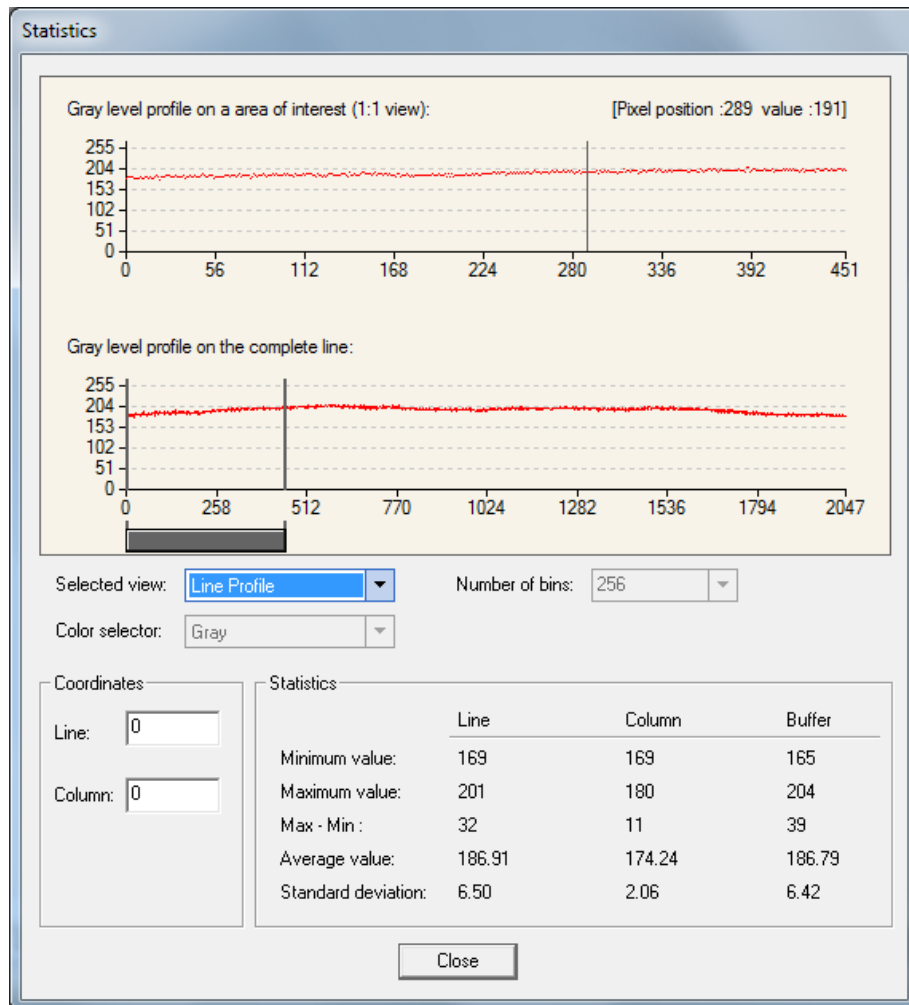 Statistics
Gray level profile on a area of interest (1:1 view): [Pixel position :289 value :191]
255
204
153
102
51
0
0 56 112 168 224 280 336 392 451
Gray level profile on the complete line:
255
204
153
102
51
0
0 258 512 770 1024 1282 1536 1794 2047
Selected view: Line Profile Number of bins: 256
Color selector: Gray
Coordinates
Line: 0
Column: 0
Statistics
Line Column Buffer
Minimum value: 169 169 165
Maximum value: 201 180 204
Max - Min : 32 11 39
Average value: 186.91 174.24 186.79
Standard deviation: 6.50 2.06 6.42
Close